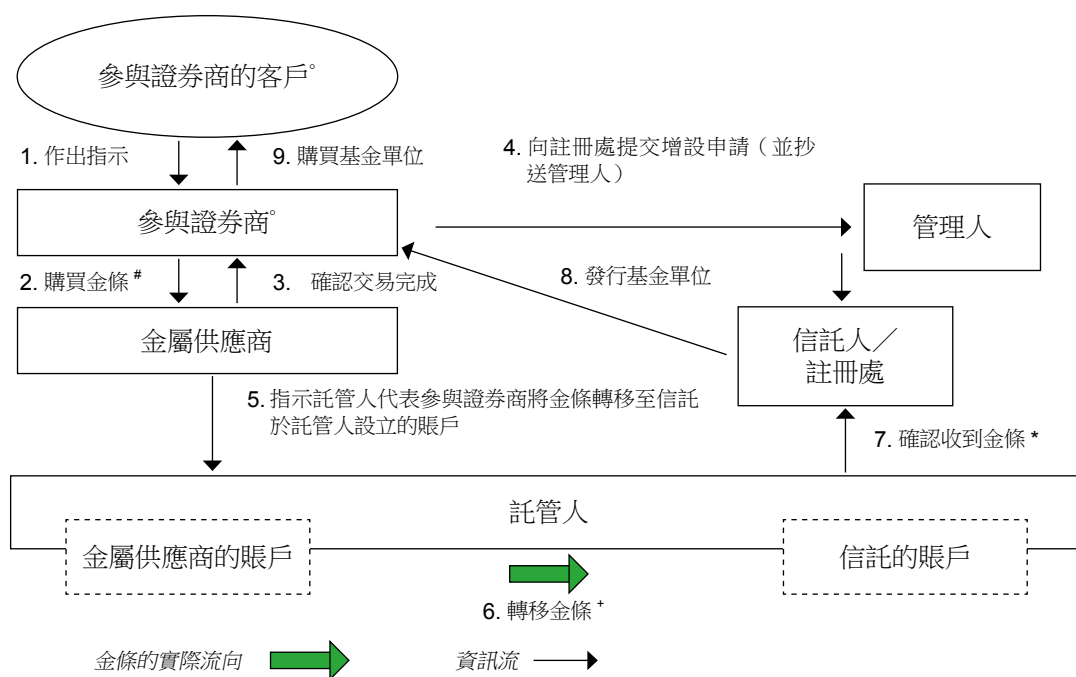 參與證券商的客戶°
1. 作出指示
9. 購買基金單位
4. 向註冊處提交增設申請（並抄
送管理人）
參與證券商°
管理人
2. 購買金條 #
3. 確認交易完成
8. 發行基金單位
金屬供應商
信託人／
註冊處
5. 指示託管人代表參與證券商將金條轉移至信託
於託管人設立的賬戶
7. 確認收到金條 *
託管人
金屬供應商的賬戶
信託的賬戶
6. 轉移金條 +
金條的實際流向
資訊流